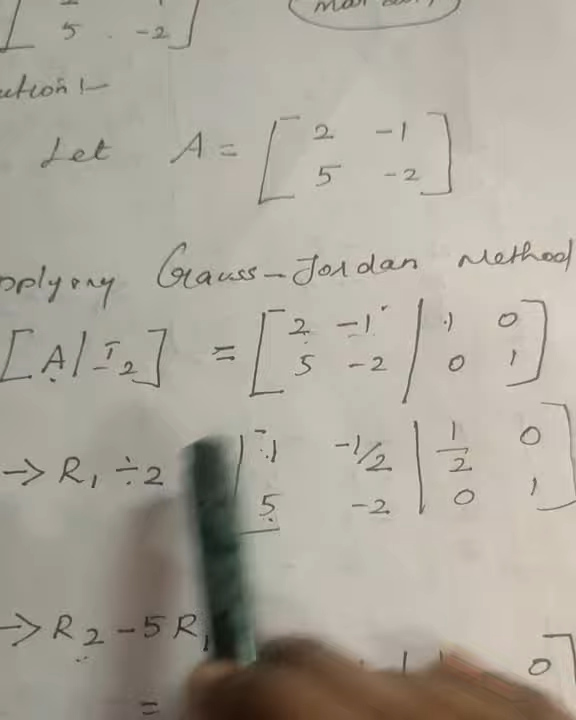 5 -2
Let A = [ 2 -1
5 -2 ]
Gauss-Jordan Method
[A | I2] = [ 2 -1 | 1 0
5 -2 | 0 1 ]
→ R1 ÷ 2 [ 1 -1/2 | 1/2 0
5 -2 | 0 1 ]
→ R2 - 5R1
0 ]
=